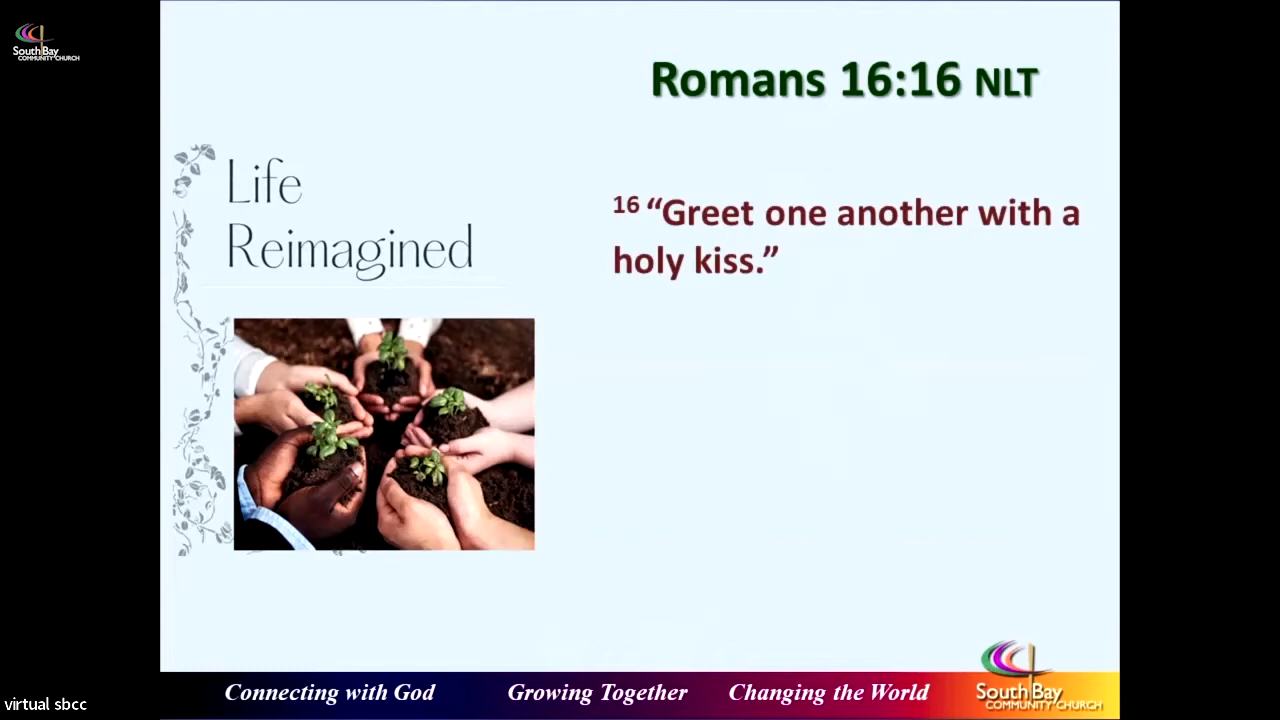 South Bay
COMMUNITY CHURCH
Romans 16:16 NLT
Life
Reimagined
16 “Greet one another with a
holy kiss.”
Connecting with God Growing Together Changing the World
South Bay
COMMUNITY CHURCH
virtual sbcc